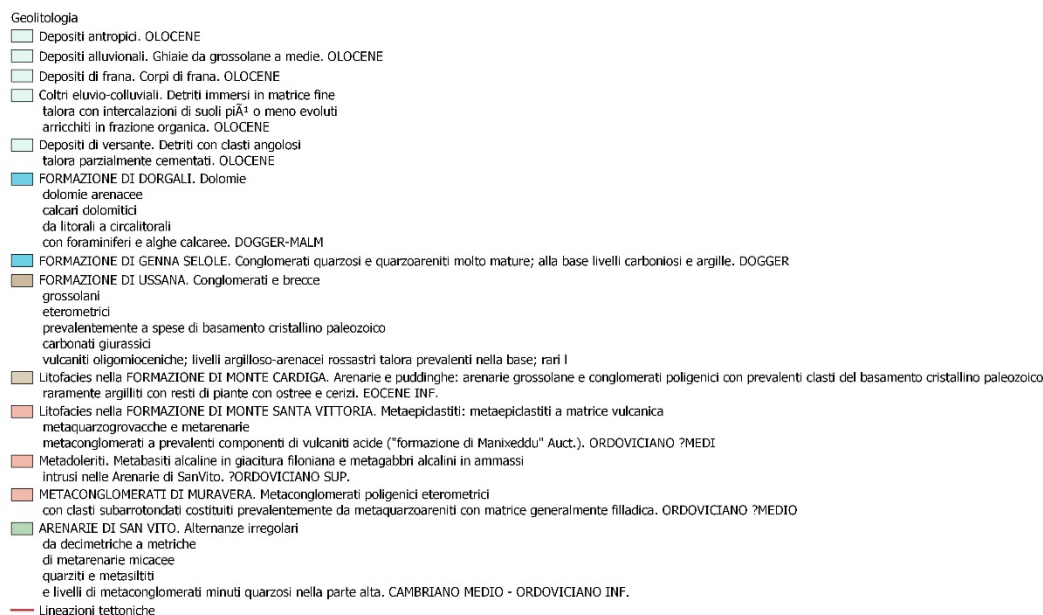 Geolitologia
Depositi antropici. OLOCENE
Depositi alluvionali. Ghiaie da grossolane a medie. OLOCENE
Depositi di frana. Corpi di frana. OLOCENE
Coltri eluvio-colluviali. Detriti immersi in matrice fine
talora con intercalazioni di suoli piÃ¹ o meno evoluti
arricchiti in frazione organica. OLOCENE
Depositi di versante. Detriti con clasti angolosi
talora parzialmente cementati. OLOCENE
FORMAZIONE DI DORGALI. Dolomie
dolomie arenacee
calcari dolomitici
da litorali a circalitorali
con foraminiferi e alghe calcaree. DOGGER-MALM
FORMAZIONE DI GENNA SELOLE. Conglomerati quarzosi e quarzoareniti molto mature; alla base livelli carboniosi e argille. DOGGER
FORMAZIONE DI USSANA. Conglomerati e brecce
grossolani
eterometrici
prevalentemente a spese di basamento cristallino paleozoico
carbonati giurassici
vulcaniti oligomioceniche; livelli argilloso-arenacei rossastri talora prevalenti nella base; rari l
Litofacies nella FORMAZIONE DI MONTE CARDIGA. Arenarie e puddinghe: arenarie grossolane e conglomerati poligenici con prevalenti clasti del basamento cristallino paleozoico
raramente argilliti con resti di piante con ostree e cerizi. EOCENE INF.
Litofacies nella FORMAZIONE DI MONTE SANTA VITTORIA. Metaepiclastiti: metaepiclastiti a matrice vulcanica
metaquarzogrovacche e metarenarie
metaconglomerati a prevalenti componenti di vulcaniti acide ("formazione di Manixeddu" Auct.). ORDOVICIANO ?MEDI
Metadoleriti. Metabasiti alcaline in giacitura filoniana e metagabbri alcalini in ammassi
intrusi nelle Arenarie di SanVito. ?ORDOVICIANO SUP.
METACONGLOMERATI DI MURAVERA. Metaconglomerati poligenici eterometrici
con clasti subarrotondati costituiti prevalentemente da metaquarzoareniti con matrice generalmente filladica. ORDOVICIANO ?MEDIO
ARENARIE DI SAN VITO. Alternanze irregolari
da decimetriche a metriche
di metarenarie micacee
quarziti e metasiltiti
e livelli di metaconglomerati minuti quarzosi nella parte alta. CAMBRIANO MEDIO - ORDOVICIANO INF.
Lineazioni tettoniche